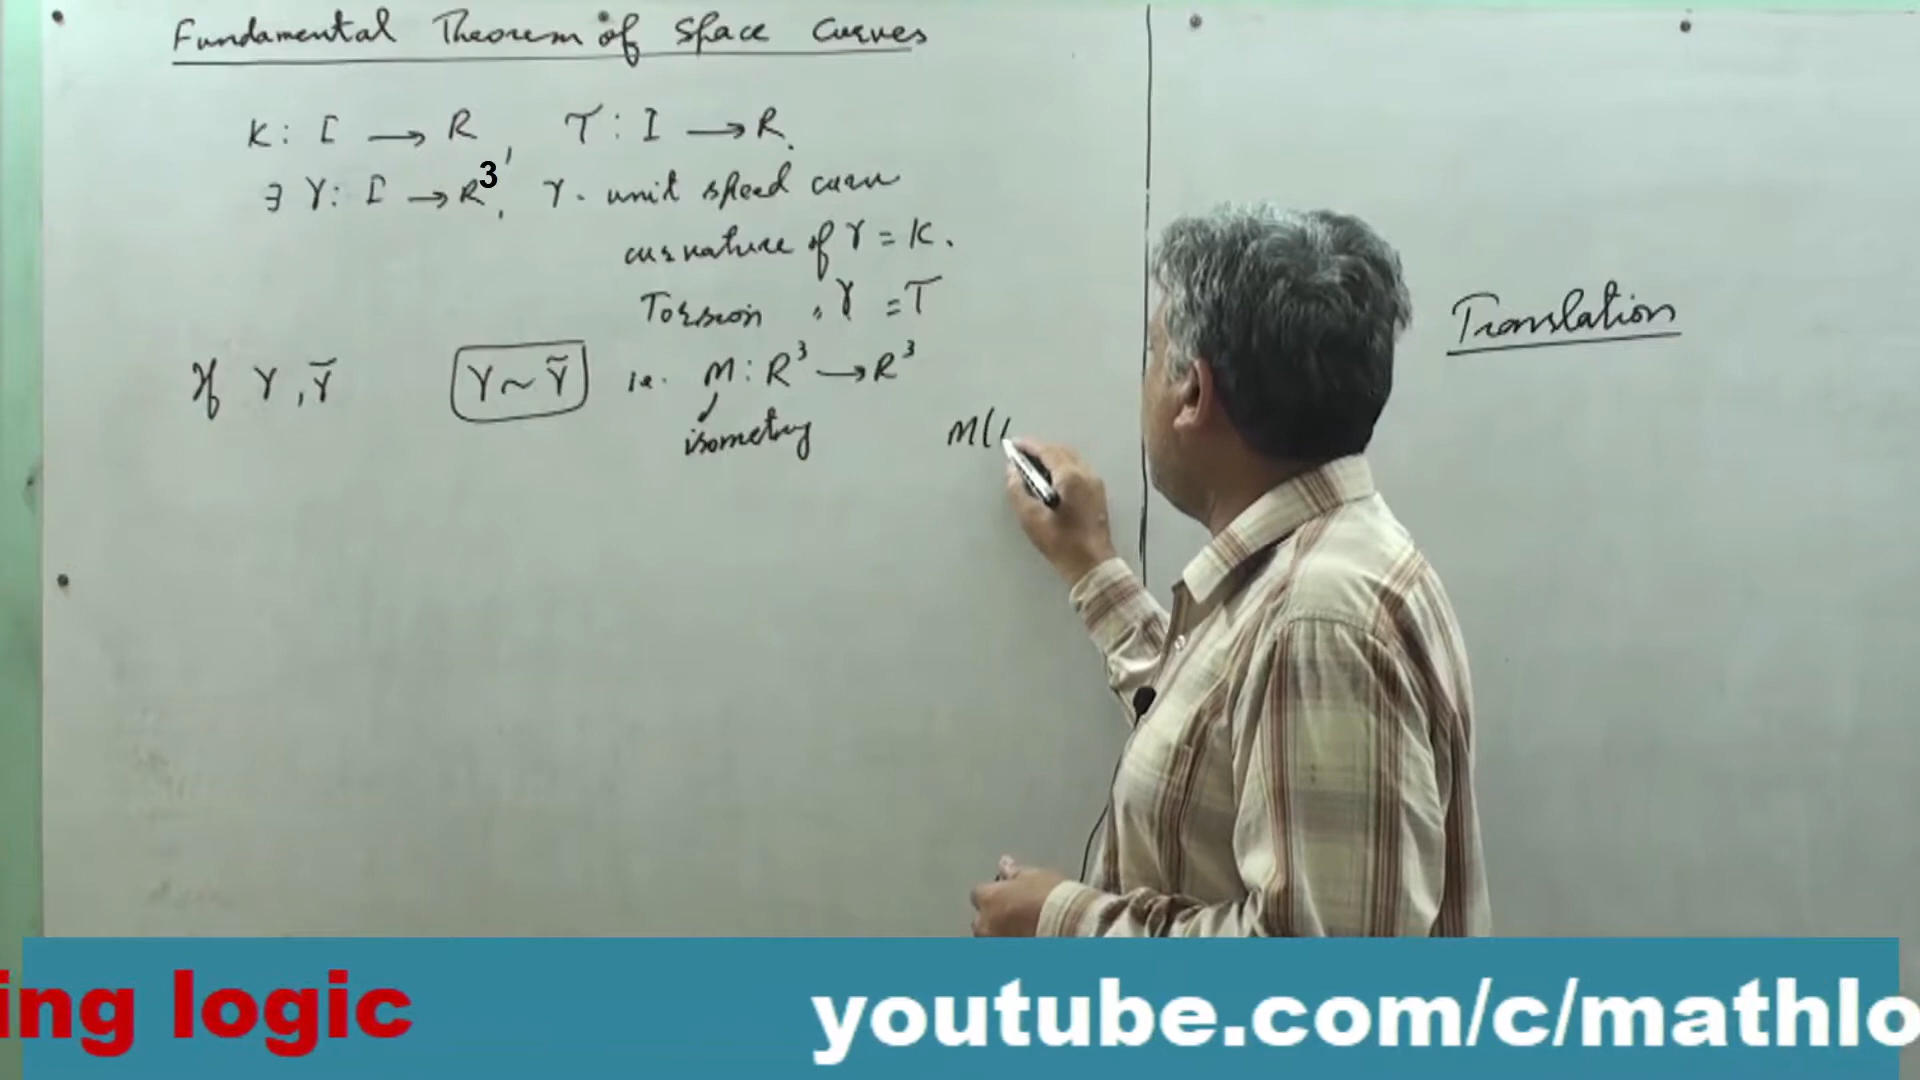 Fundamental Theorem of Space Curves
K: I → R, T: I → R.
∃ γ: I → R3, γ. unit speed curve
curvature of γ = K.
Torsion " γ = T
If γ, γ̃ γ ~ γ̃ i.e. M: R³ → R³
isometry M(
Translation
ing logic youtube.com/c/mathlo